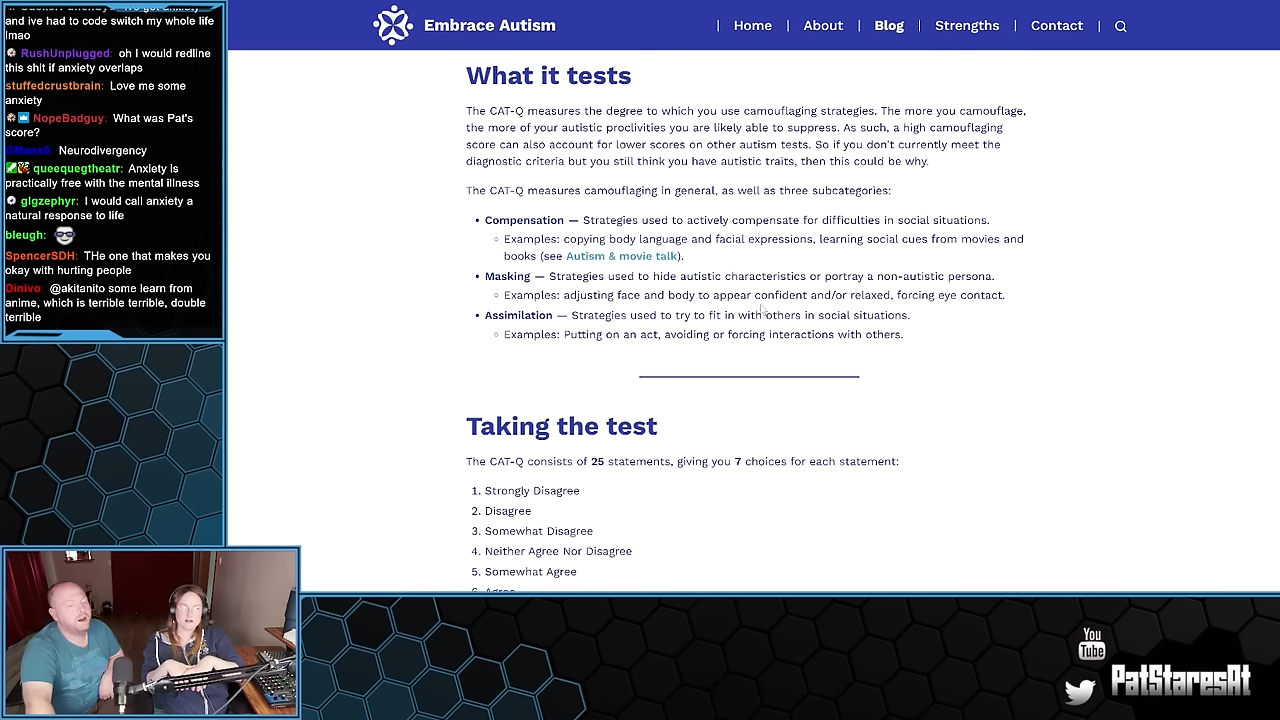 and ive had to code switch my whole life
lmao
RushUnplugged: oh I would redline
this shit if anxiety overlaps
stuffedcrustbrain: Love me some
anxiety
NopeBadguy: What was Pat's
score?
Neurodivergency
queequegtheatr: Anxiety Is
practically free with the mental illness
glgzephyr: I would call anxiety a
natural response to life
bleugh:
SpencerSDH: THe one that makes you
okay with hurting people
Dinivo: @akitanito some learn from
anime, which is terrible terrible, double
terrible
Embrace Autism
Home | About | Blog | Strengths | Contact
What it tests
The CAT-Q measures the degree to which you use camouflaging strategies. The more you camouflage,
the more of your autistic proclivities you are likely able to suppress. As such, a high camouflaging
score can also account for lower scores on other autism tests. So if you don't currently meet the
diagnostic criteria but you still think you have autistic traits, then this could be why.
The CAT-Q measures camouflaging in general, as well as three subcategories:
• Compensation — Strategies used to actively compensate for difficulties in social situations.
Examples: copying body language and facial expressions, learning social cues from movies and
books (see Autism & movie talk).
• Masking — Strategies used to hide autistic characteristics or portray a non-autistic persona.
Examples: adjusting face and body to appear confident and/or relaxed, forcing eye contact.
• Assimilation — Strategies used to try to fit in with others in social situations.
Examples: Putting on an act, avoiding or forcing interactions with others.
Taking the test
The CAT-Q consists of 25 statements, giving you 7 choices for each statement:
1. Strongly Disagree
2. Disagree
3. Somewhat Disagree
4. Neither Agree Nor Disagree
5. Somewhat Agree
6. Agree
You
Tube
PatStaresAt